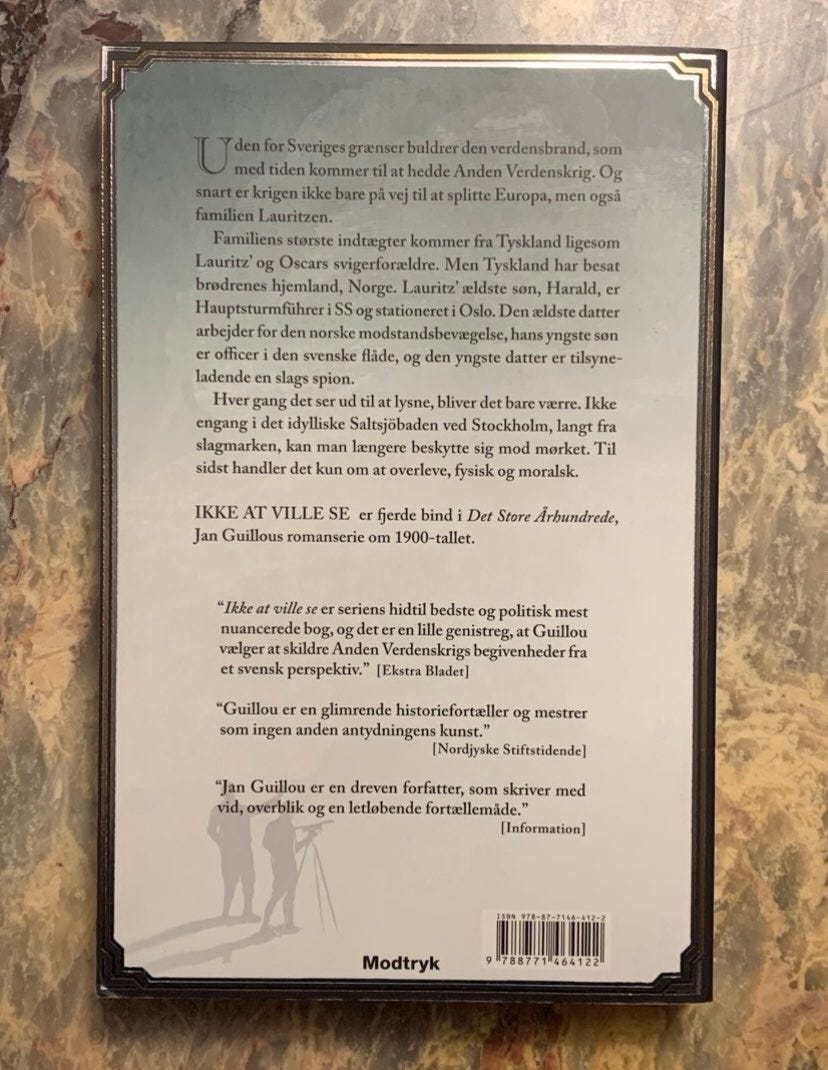 Uden for Sveriges grænser buldrer den verdensbrand, som
med tiden kommer til at hedde Anden Verdenskrig. Og
snart er krigen ikke bare på vej til at splitte Europa, men også
familien Lauritzen.
Familiens største indtægter kommer fra Tyskland ligesom
Lauritz’ og Oscars svigerforældre. Men Tyskland har besat
brødrenes hjemland, Norge. Lauritz’ ældste søn, Harald, er
Hauptsturmführer i SS og stationeret i Oslo. Den ældste datter
arbejder for den norske modstandsbevægelse, hans yngste søn
er officer i den svenske flåde, og den yngste datter er tilsyne-
ladende en slags spion.
Hver gang det ser ud til at lysne, bliver det bare værre. Ikke
engang i det idylliske Saltsjöbaden ved Stockholm, langt fra
slagmarken, kan man længere beskytte sig mod mørket. Til
sidst handler det kun om at overleve, fysisk og moralsk.
IKKE AT VILLE SE er fjerde bind i Det Store Århundrede,
Jan Guillous romanserie om 1900-tallet.
“Ikke at ville se er seriens hidtil bedste og politisk mest
nuancerede bog, og det er en lille genistreg, at Guillou
vælger at skildre Anden Verdenskrigs begivenheder fra
et svensk perspektiv.” [Ekstra Bladet]
“Guillou er en glimrende historiefortæller og mestrer
som ingen anden antydningens kunst.”
[Nordjyske Stiftstidende]
“Jan Guillou er en dreven forfatter, som skriver med
vid, overblik og en letløbende fortællemåde.”
[Information]
ISBN 978-87-7146-412-2
9 788771 464122
Modtryk